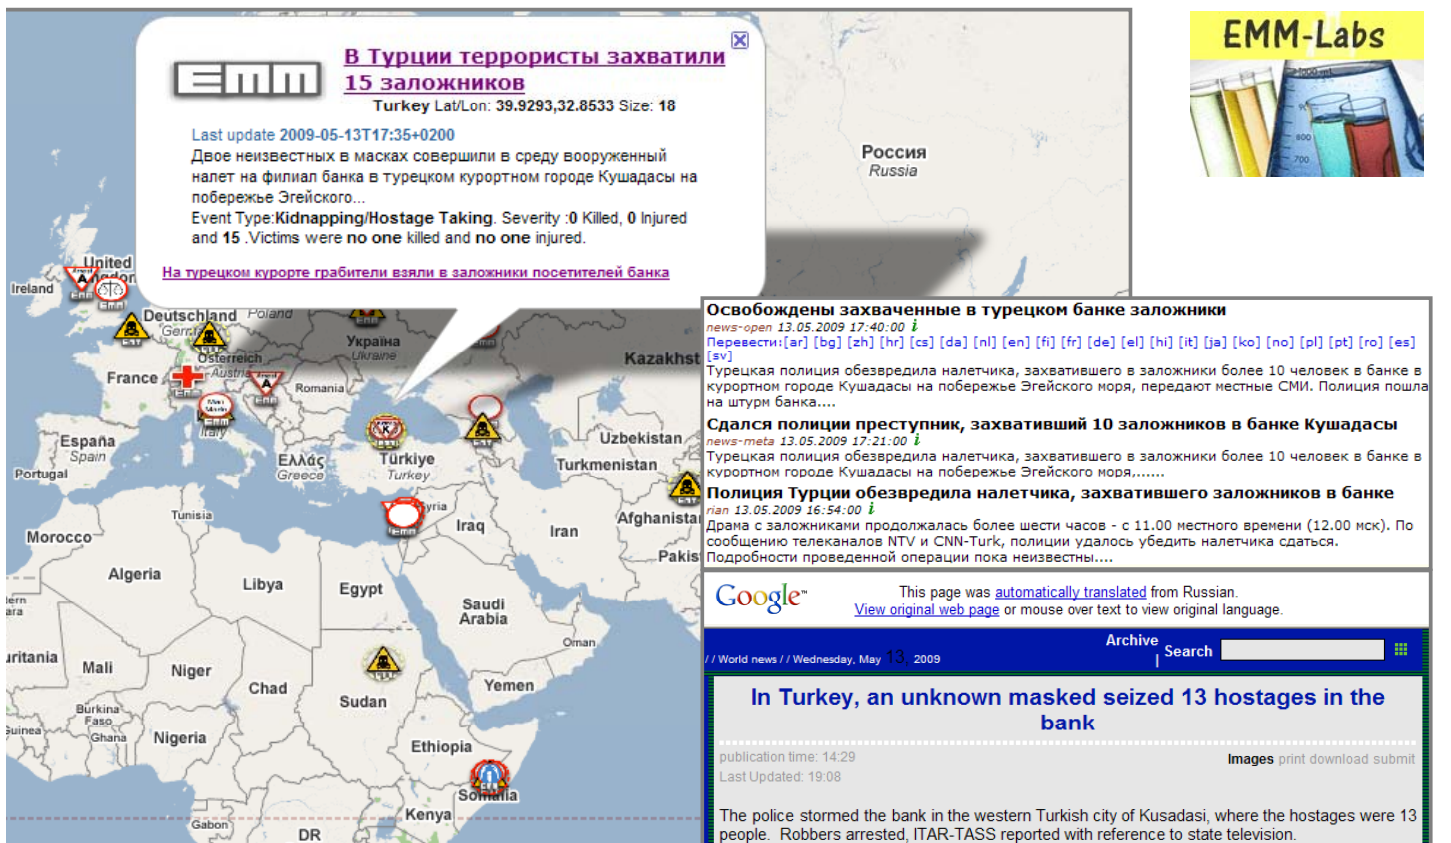 EMM-Labs
В Турции террористы захватили
15 заложников
Emm
Turkey Lat/Lon: 39.9293,32.8533 Size: 18
Last update 2009-05-13T17:35+0200
Двое неизвестных в масках совершили в среду вооруженный
налет на филиал банка в турецком курортном городе Кушадасы на
побережье Эгейского...
Event Type:Kidnapping/Hostage Taking. Severity :0 Killed, 0 Injured
and 15 .Victims were no one killed and no one injured.
На турецком курорте грабители взяли в заложники посетителей банка
Россия
Russia
United
Ireland
Deutschland
Poland
Україна
Ukraine
Österreich
Kazakhst
France
Romania
Italy
España
Spain
Portugal
Ελλάς
Greece
Türkiye
Turkey
Uzbekistan
Turkmenistan
Tunisia
Syria
Iraq
Iran
Afghanista
Morocco
Pakis
Algeria
Libya
Egypt
Saudi
Arabia
Oman
uritania
Mali
Niger
Chad
Sudan
Yemen
Burkina
Faso
Guinea
Ghana
Nigeria
Ethiopia
Somalia
Kenya
Gabon
DR
Освобождены захваченные в турецком банке заложники
news-open 13.05.2009 17:40:00 i
Перевести:[ar] [bg] [zh] [hr] [cs] [da] [nl] [en] [fi] [fr] [de] [el] [hi] [it] [ja] [ko] [no] [pl] [pt] [ro] [es]
[sv]
Турецкая полиция обезвредила налетчика, захватившего в заложники более 10 человек в банке в
курортном городе Кушадасы на побережье Эгейского моря, передают местные СМИ. Полиция пошла
на штурм банка....
Сдался полиции преступник, захвативший 10 заложников в банке Кушадасы
news-meta 13.05.2009 17:21:00 i
Турецкая полиция обезвредила налетчика, захватившего в заложники более 10 человек в банке в
курортном городе Кушадасы на побережье Эгейского моря,......
Полиция Турции обезвредила налетчика, захватившего заложников в банке
rian 13.05.2009 16:54:00 i
Драма с заложниками продолжалась более шести часов - с 11.00 местного времени (12.00 мск). По
сообщению телеканалов NTV и CNN-Turk, полиции удалось убедить налетчика сдаться.
Подробности проведенной операции пока неизвестны....
Google™
This page was automatically translated from Russian.
View original web page or mouse over text to view original language.
Archive
| Search
/ / World news / / Wednesday, May 13, 2009
In Turkey, an unknown masked seized 13 hostages in the
bank
publication time: 14:29
Images print download submit
Last Updated: 19:08
The police stormed the bank in the western Turkish city of Kusadasi, where the hostages were 13
people. Robbers arrested, ITAR-TASS reported with reference to state television.